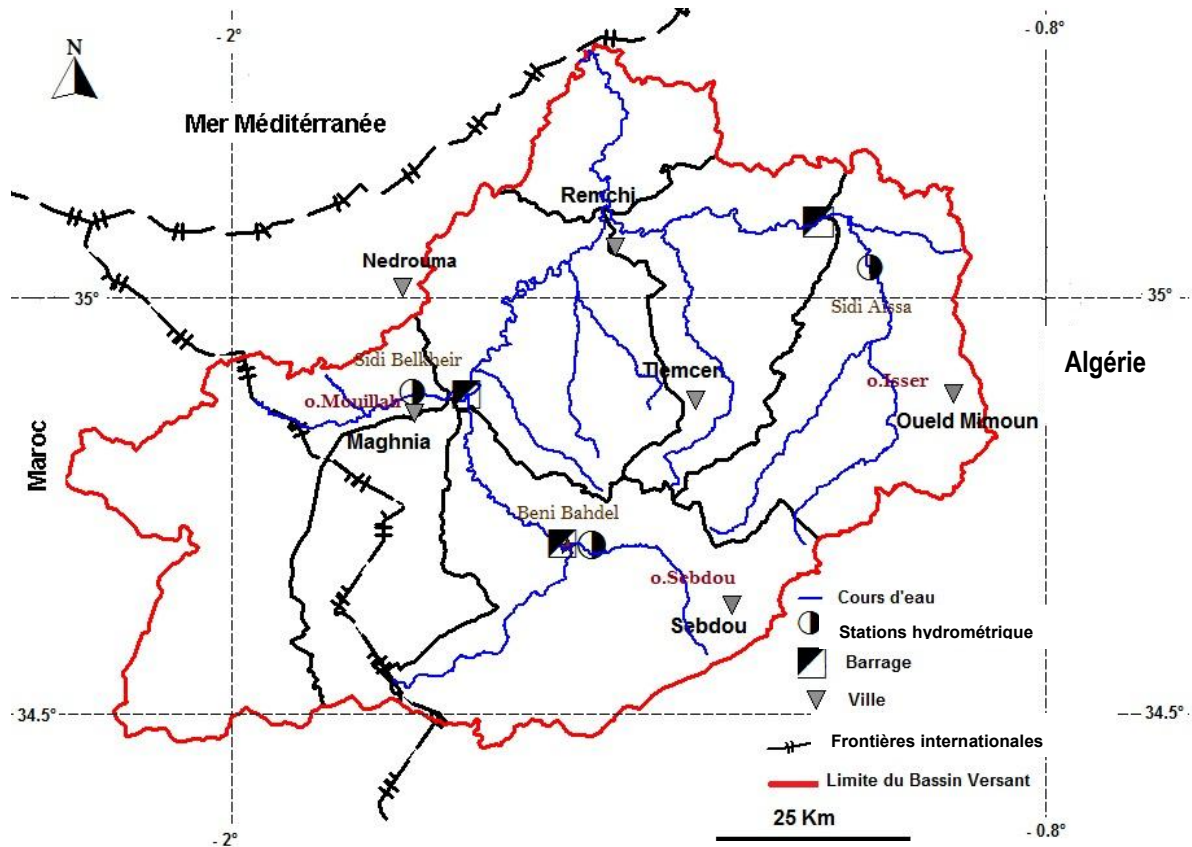 - 2°
- 0.8°
N
Mer Méditérranée
Remchi
Nedrouma
35°
35°
Sidi Aissa
Sidi Belkheir
Algérie
Tlemcen
o.Isser
o.Mouillah
Oueld Mimoun
Maghnia
Maroc
Beni Bahdel
o.Sebdou
Sebdou
Cours d'eau
Stations hydrométrique
Barrage
Ville
34.5°
34.5°
Frontières internationales
Limite du Bassin Versant
25 Km
- 2°
- 0.8°